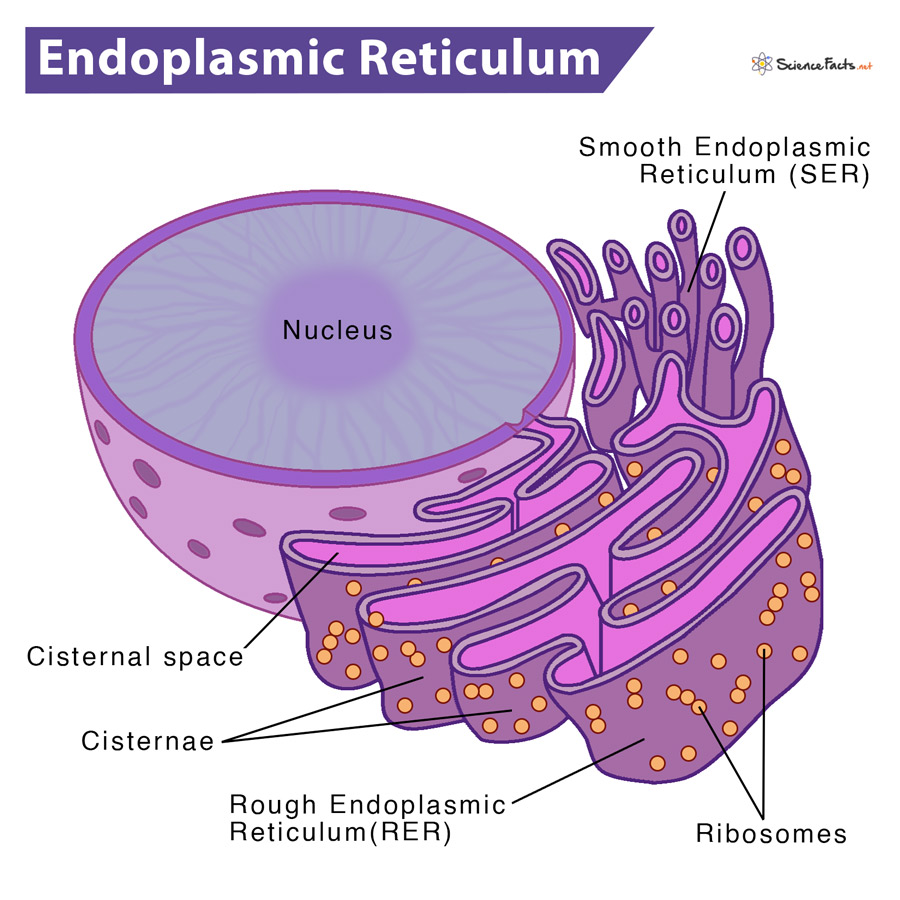 Endoplasmic Reticulum
ScienceFacts.net
Smooth Endoplasmic
Reticulum (SER)
Nucleus
Cisternal space
Cisternae
Rough Endoplasmic
Reticulum(RER)
Ribosomes